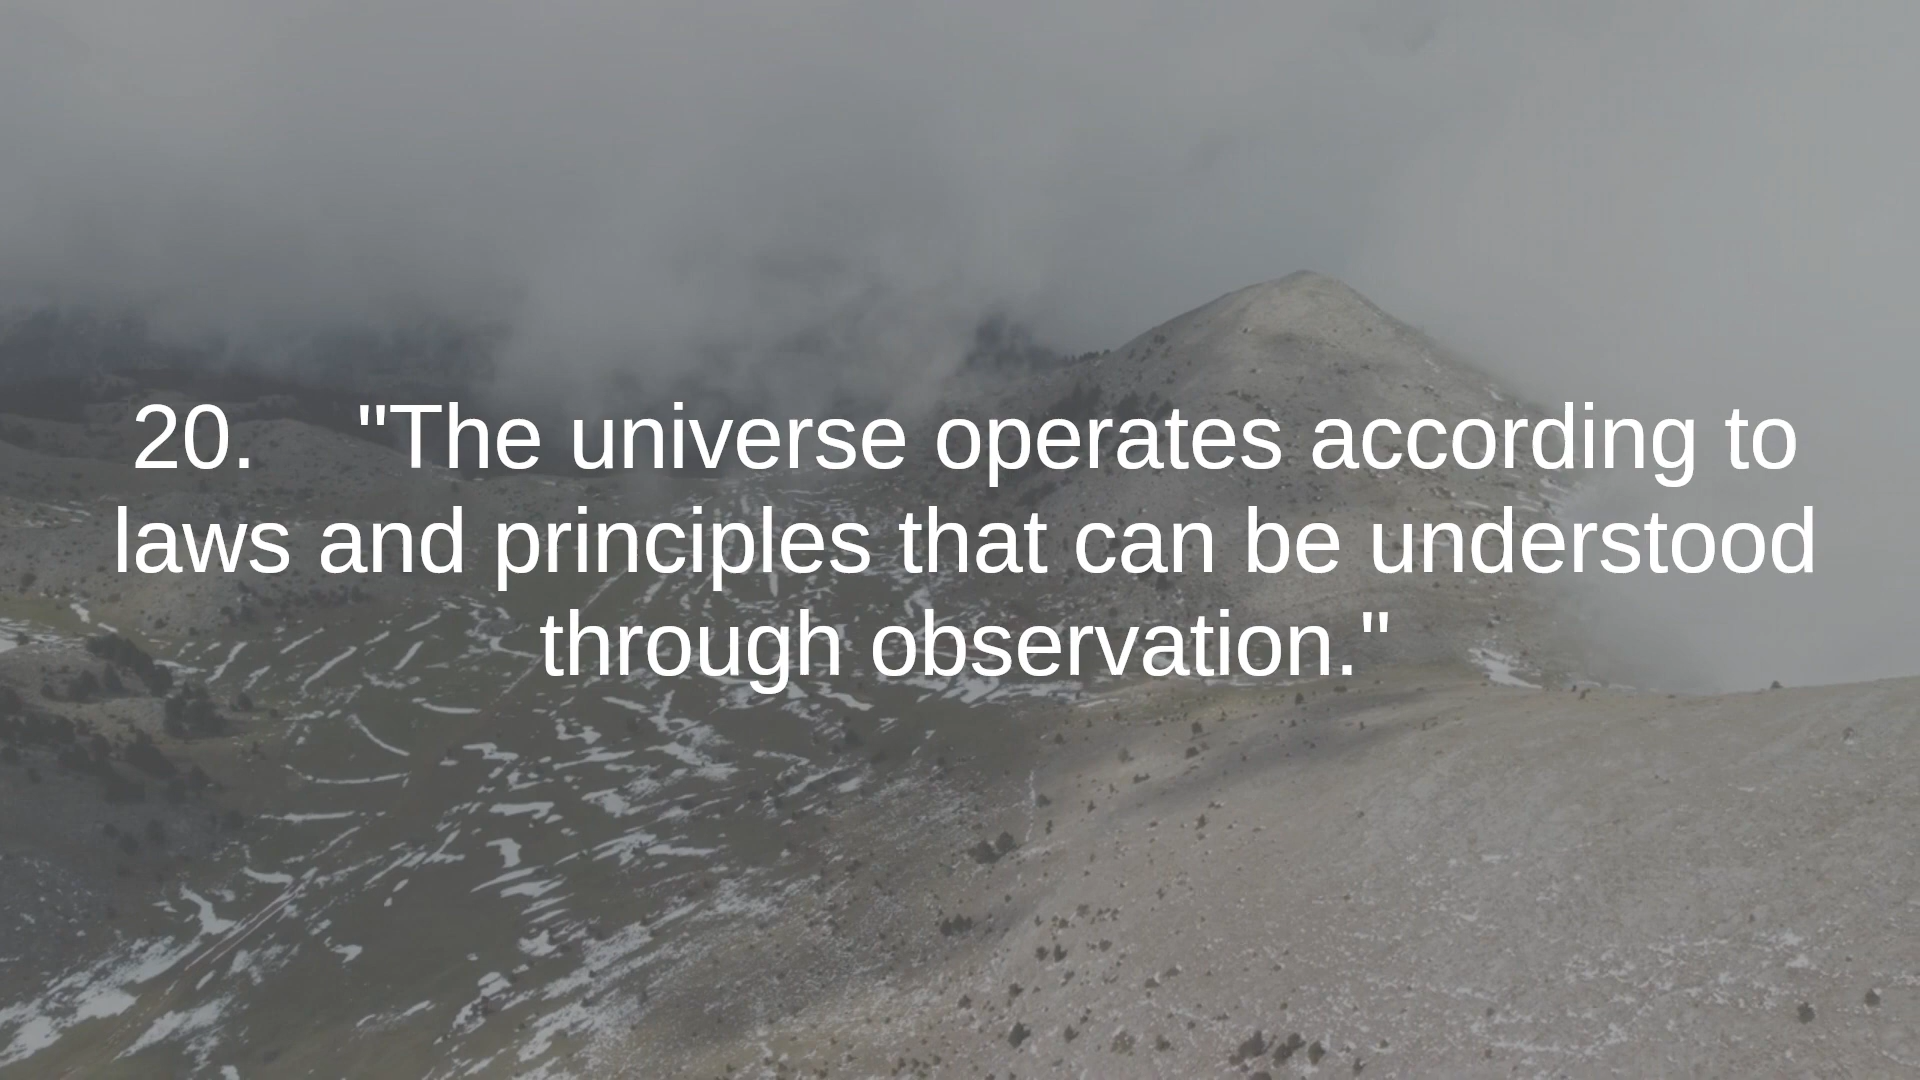 20. "The universe operates according to
laws and principles that can be understood
through observation."